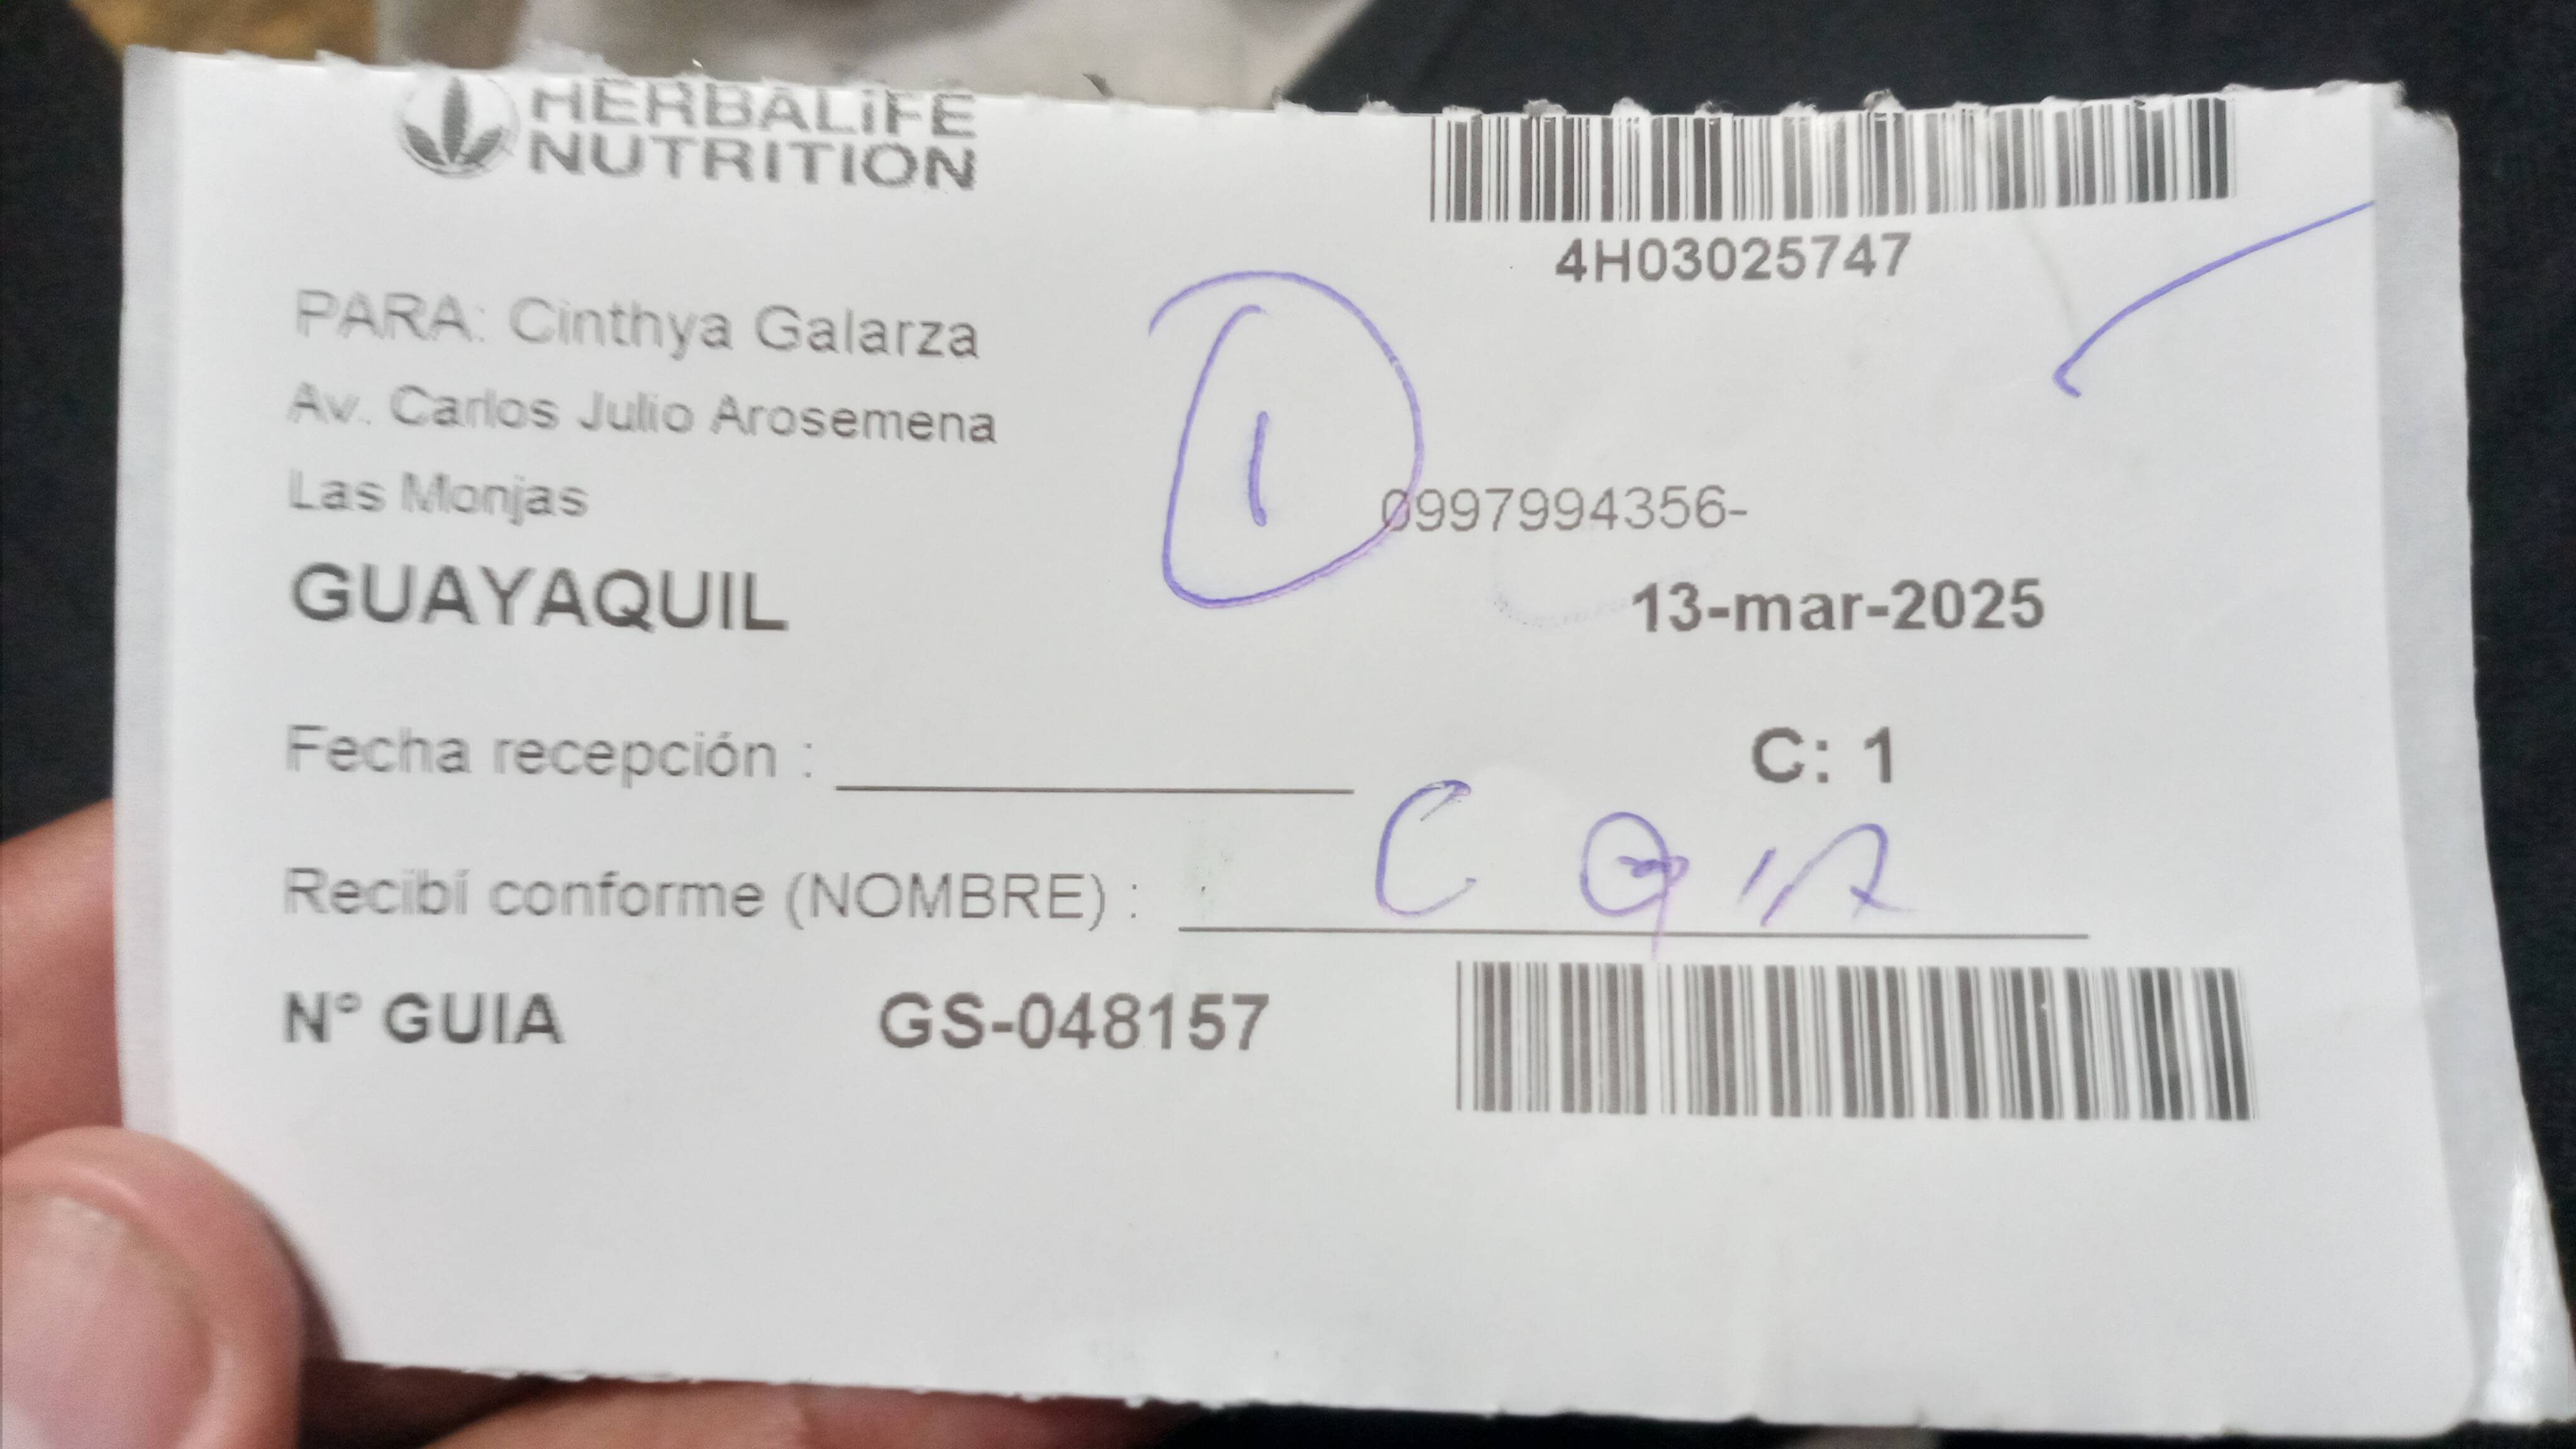 HERBALIFE
NUTRITION
4H03025747
PARA: Cinthya Galarza
Av. Carlos Julio Arosemena
1
Las Monjas
0997994356-
GUAYAQUIL
13-mar-2025
Fecha recepción :
C: 1
Recibí conforme (NOMBRE) :
N° GUIA GS-048157